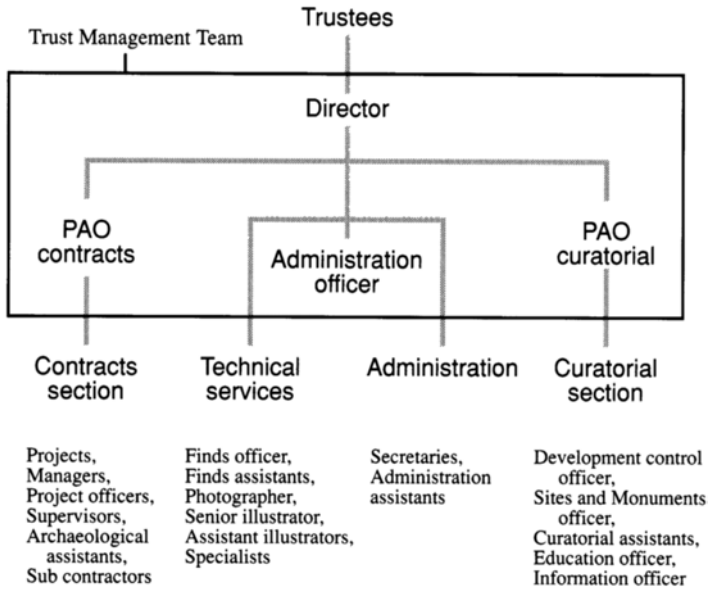 Trustees
Trust Management Team
Director
PAO
contracts
Administration
officer
PAO
curatorial
Contracts
section
Technical
services
Administration
Curatorial
section
Projects,
Managers,
Project officers,
Supervisors,
Archaeological
assistants,
Sub contractors
Finds officer,
Finds assistants,
Photographer,
Senior illustrator,
Assistant illustrators,
Specialists
Secretaries,
Administration
assistants
Development control
officer,
Sites and Monuments
officer,
Curatorial assistants,
Education officer,
Information officer